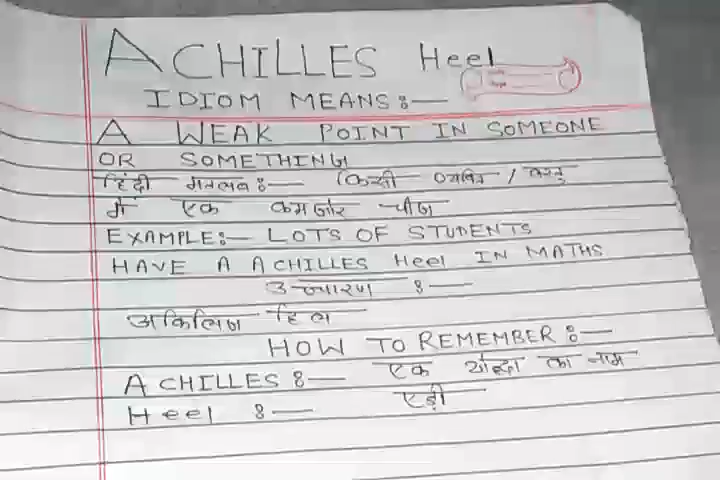 ACHILLES Heel
IDIOM MEANS:—
A WEAK POINT IN SOMEONE
OR SOMETHING
हिंदी मतलब:— किसी व्यक्ति / वस्तु
में एक कमजोर चीज
EXAMPLE:— LOTS OF STUDENTS
HAVE A ACHILLES Heel IN MATHS
उच्चारण :—
अकिलिज हिल
HOW TO REMEMBER:—
ACHILLES:— एक योद्धा का नाम
Heel :— एड़ी